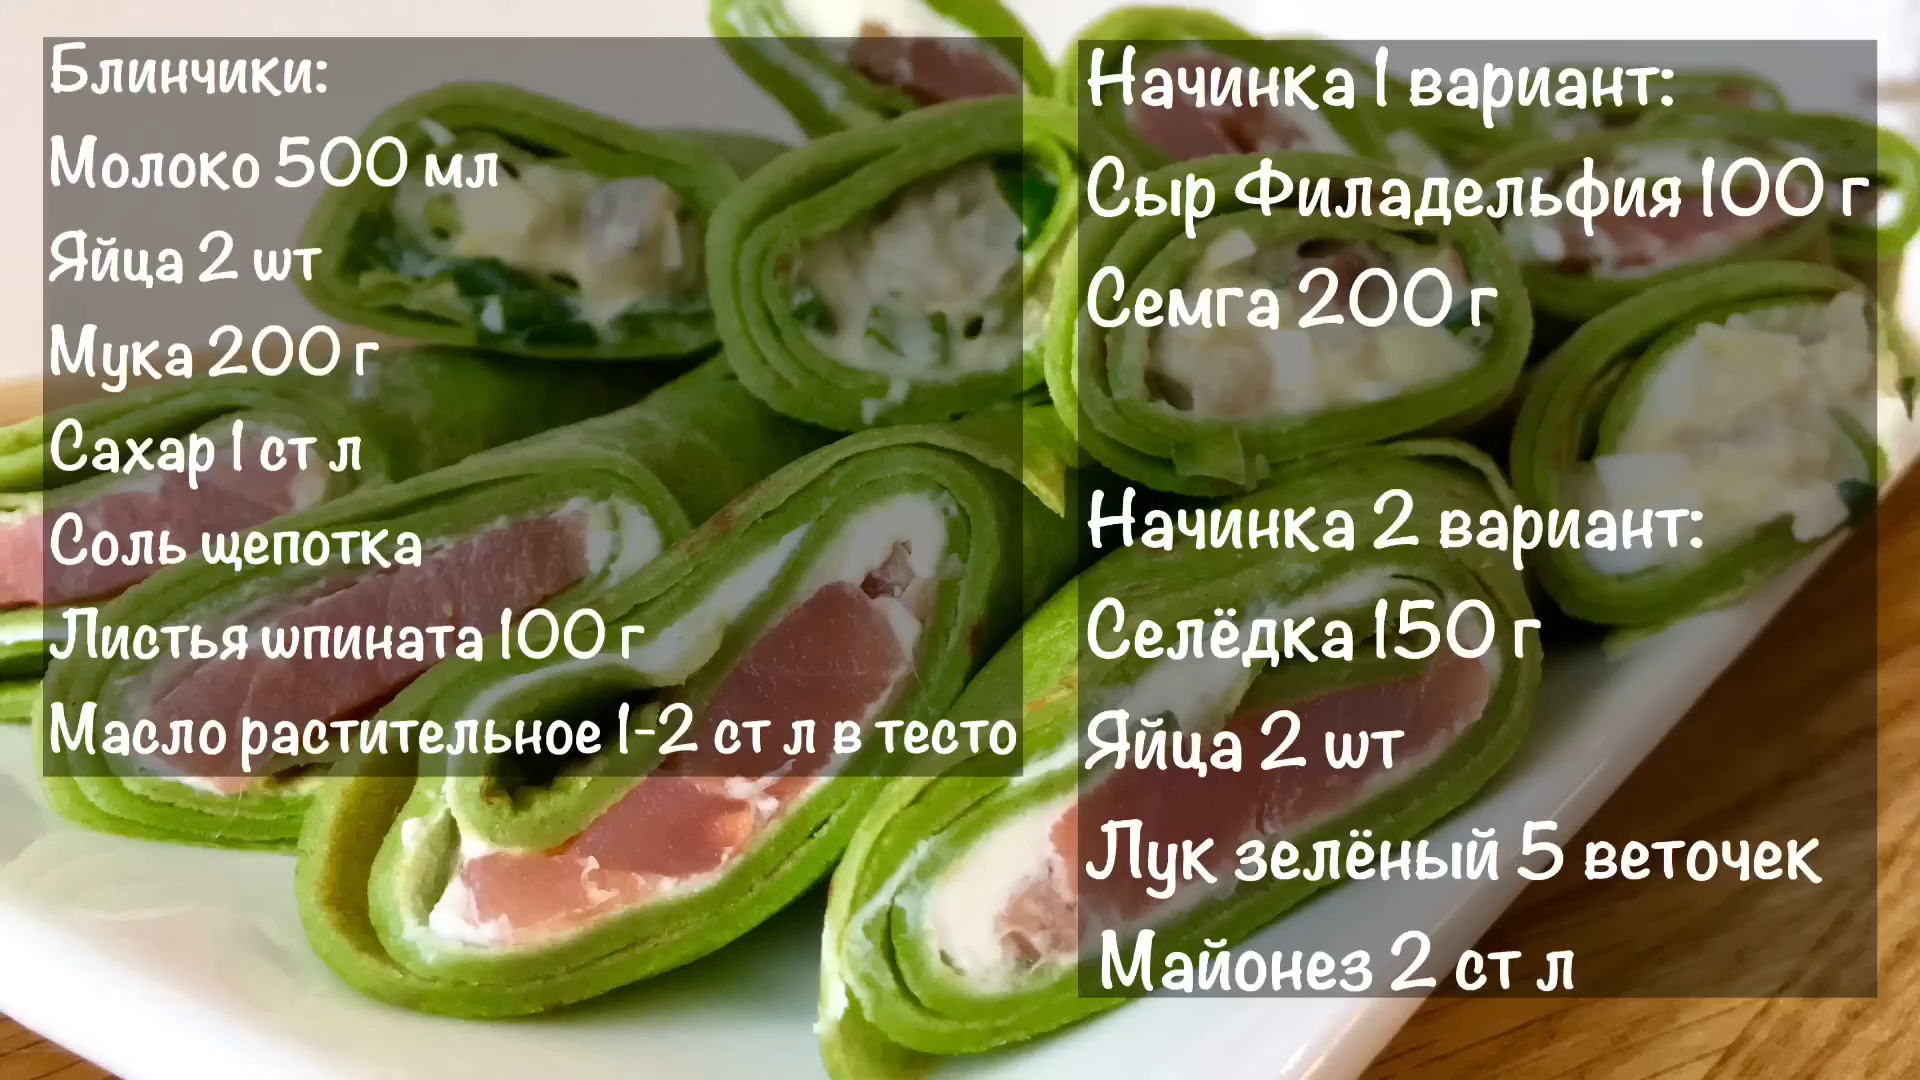 Блинчики:
Молоко 500 мл
Яйца 2 шт
Мука 200 г
Сахар 1 ст л
Соль щепотка
Листья шпината 100 г
Масло растительное 1-2 ст л в тесто
Начинка 1 вариант:
Сыр Филадельфия 100 г
Семга 200 г
Начинка 2 вариант:
Селёдка 150 г
Яйца 2 шт
Лук зелёный 5 веточек
Майонез 2 ст л